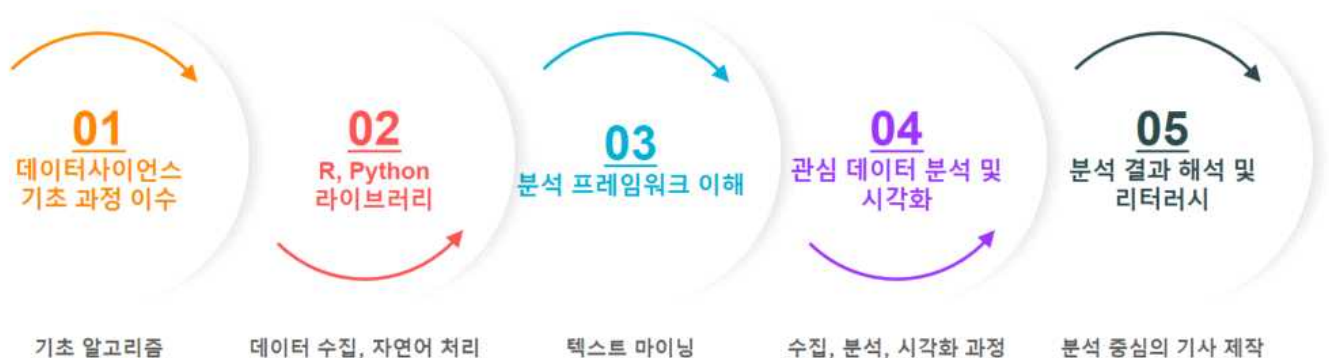 01
데이터사이언스
기초 과정 이수
02
R, Python
라이브러리
03
분석 프레임워크 이해
04
관심 데이터 분석 및
시각화
05
분석 결과 해석 및
리터러시
기초 알고리즘
데이터 수집, 자연어 처리
텍스트 마이닝
수집, 분석, 시각화 과정
분석 중심의 기사 제작